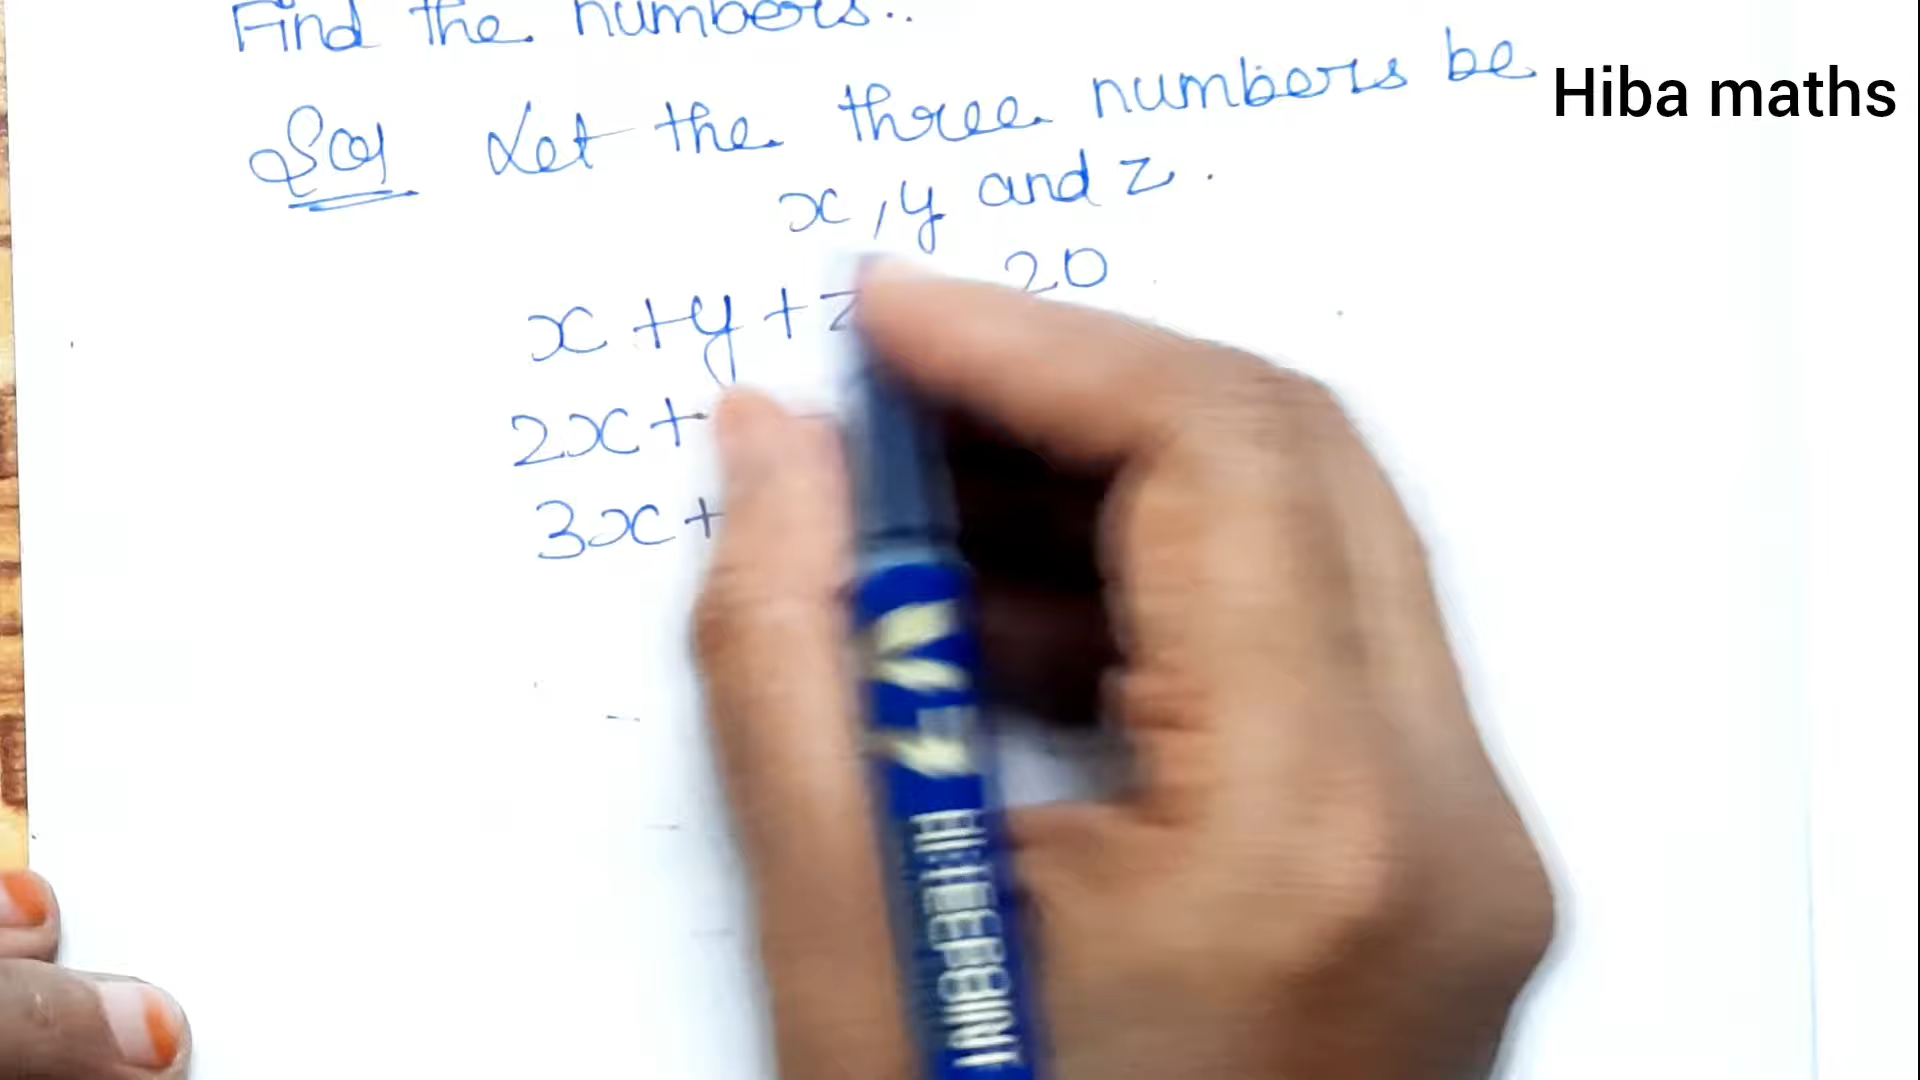 Find the numbers..
Hiba maths
Sol Let the three numbers be
x, y and z.
x + y + z 20
2x +
3x +